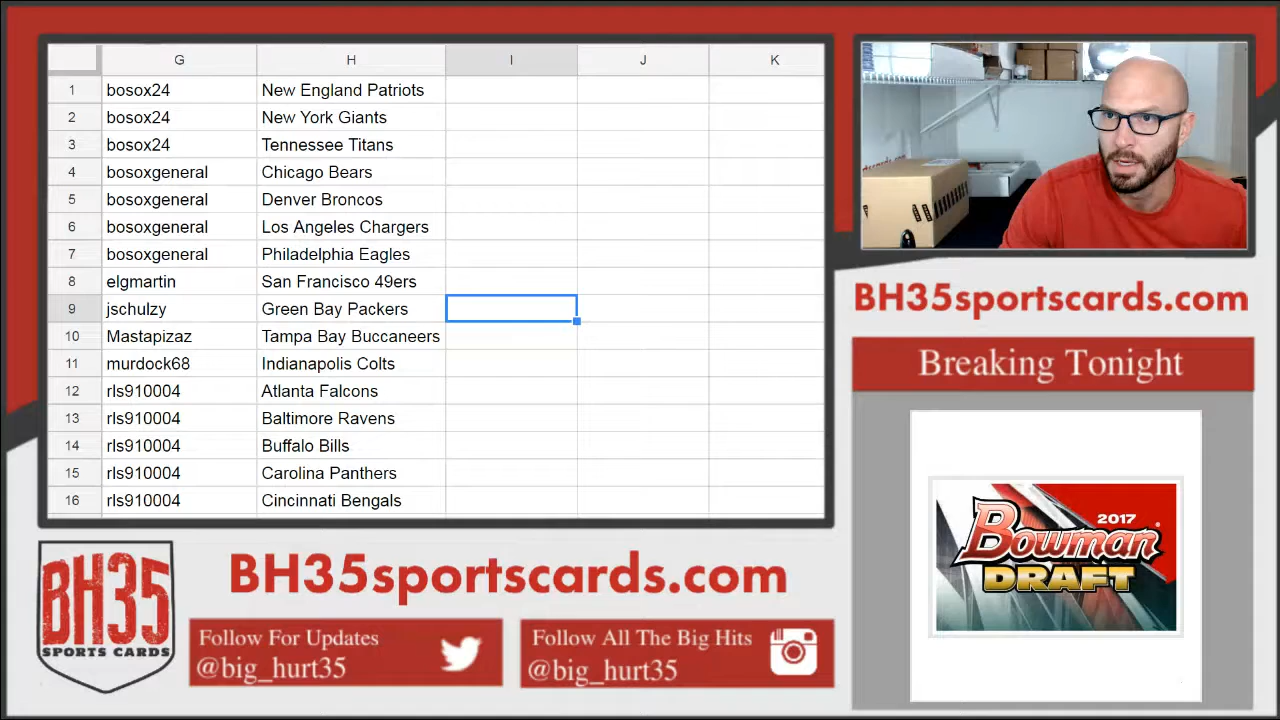 G H I J K
1 bosox24 New England Patriots
2 bosox24 New York Giants
3 bosox24 Tennessee Titans
4 bosoxgeneral Chicago Bears
5 bosoxgeneral Denver Broncos
6 bosoxgeneral Los Angeles Chargers
7 bosoxgeneral Philadelphia Eagles
8 elgmartin San Francisco 49ers
9 jschulzy Green Bay Packers
10 Mastapizaz Tampa Bay Buccaneers
11 murdock68 Indianapolis Colts
12 rls910004 Atlanta Falcons
13 rls910004 Baltimore Ravens
14 rls910004 Buffalo Bills
15 rls910004 Carolina Panthers
16 rls910004 Cincinnati Bengals
BH35sportscards.com
Breaking Tonight
2017
Bowman
DRAFT
BH35
SPORTS CARDS
BH35sportscards.com
Follow For Updates
@big_hurt35
Follow All The Big Hits
@big_hurt35